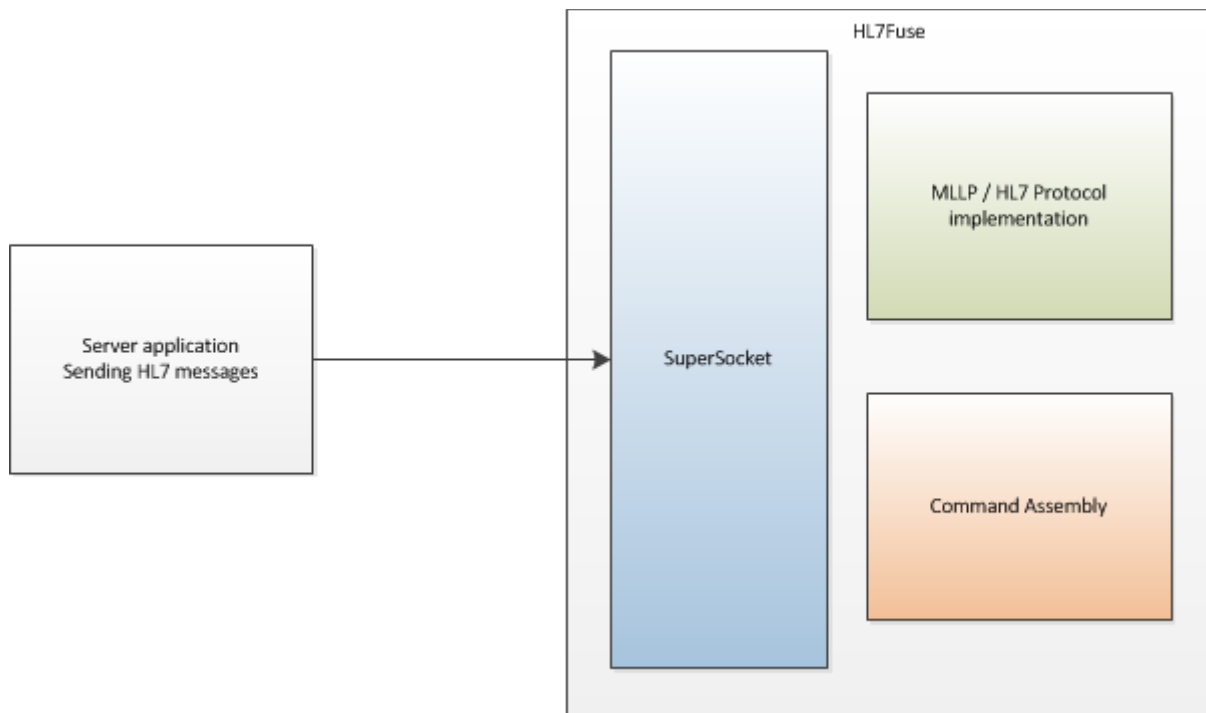 HL7Fuse
MLLP / HL7 Protocol
implementation
Server application
Sending HL7 messages
SuperSocket
Command Assembly